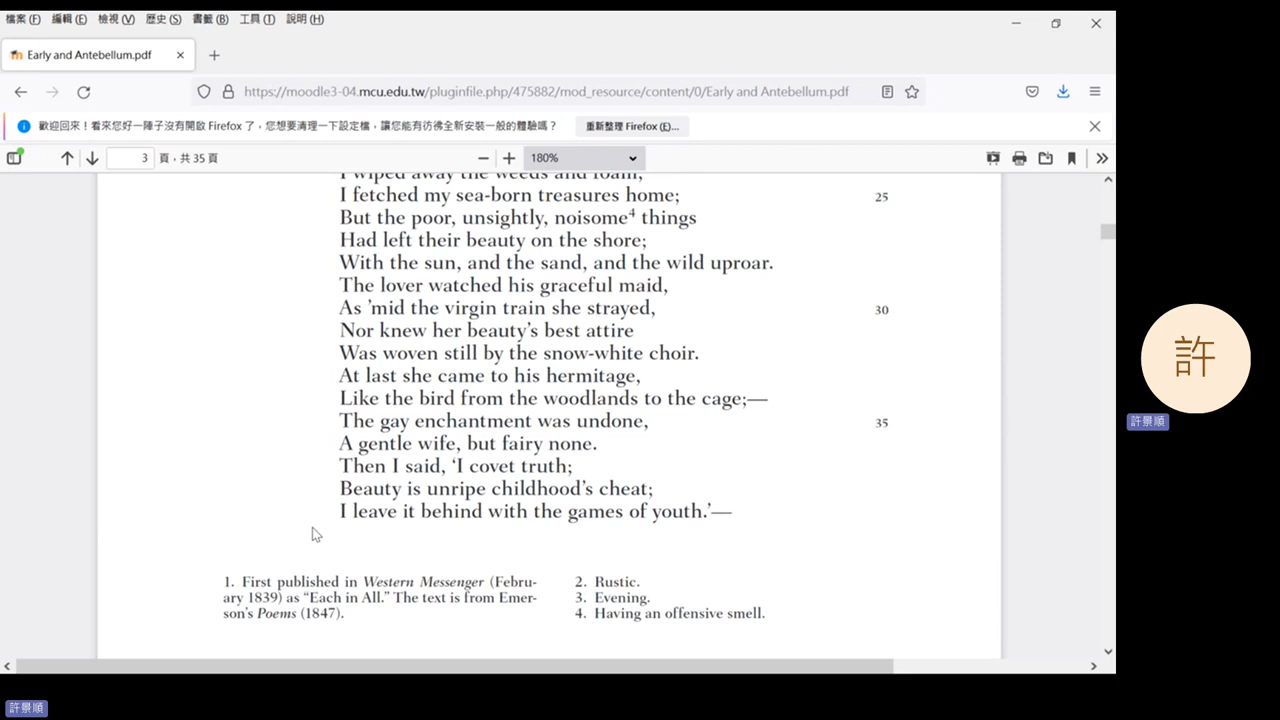 檔案 (F) 編輯 (E) 檢視 (V) 歷史 (S) 書籤 (B) 工具 (T) 說明 (H)
Early and Antebellum.pdf
https://moodle3-04.mcu.edu.tw/pluginfile.php/475882/mod_resource/content/0/Early and Antebellum.pdf
歡迎回來！看來您好一陣子沒有開啟 Firefox 了，您想要清理一下設定檔，讓您能有彷彿全新安裝一般的體驗嗎？ 重新整理 Firefox (E)...
3 頁，共 35 頁 180%
I wiped away the weeds and foam,
I fetched my sea-born treasures home; 25
But the poor, unsightly, noisome⁴ things
Had left their beauty on the shore;
With the sun, and the sand, and the wild uproar.
The lover watched his graceful maid,
As ’mid the virgin train she strayed, 30
Nor knew her beauty’s best attire
Was woven still by the snow-white choir.
At last she came to his hermitage,
Like the bird from the woodlands to the cage;—
The gay enchantment was undone, 35
A gentle wife, but fairy none.
Then I said, ‘I covet truth;
Beauty is unripe childhood’s cheat;
I leave it behind with the games of youth.’—
1. First published in Western Messenger (Febru-
ary 1839) as “Each in All.” The text is from Emer-
son’s Poems (1847).
2. Rustic.
3. Evening.
4. Having an offensive smell.
許
許景順
許景順